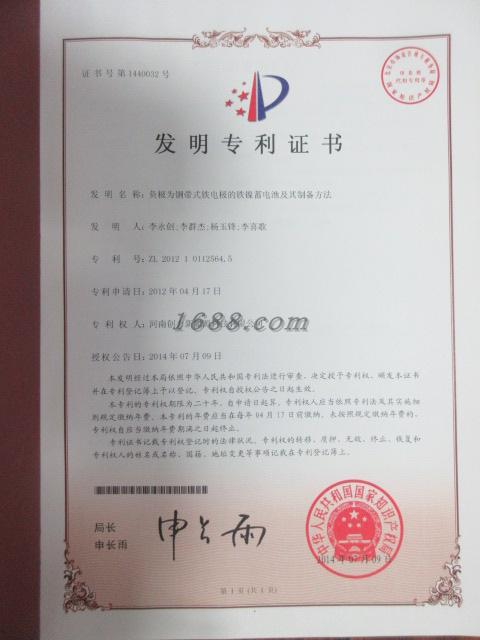 证书号第1440032号
发明专利证书
发明名称：负极为钢带式铁电极的铁镍蓄电池及其制备方法
发明人：李永创;李群杰;杨玉锋;李喜歌
专利号：ZL 2012 1 0112564.5
专利申请日：2012年04月17日
专利权人：河南创力
1688.com
授权公告日：2014年07月09日
本发明经过本局依照中华人民共和国专利法进行审查，决定授予专利权，颁发本证书
并在专利登记簿上予以登记。专利权自授权公告之日起生效。
本专利的专利权期限为二十年，自申请日起算。专利权人应当依照专利法及其实施细
则规定缴纳年费。本专利的年费应当在每年04月17日前缴纳。未按照规定缴纳年费的，
专利权自应当缴纳年费期满之日起终止。
专利证书记载专利权登记时的法律状况。专利权的转移、质押、无效、终止、恢复和
专利权人的姓名或名称、国籍、地址变更等事项记载在专利登记簿上。
局长
申长雨
申长雨
中华人民共和国国家知识产权局
2014年07月09日
第1页(共1页)